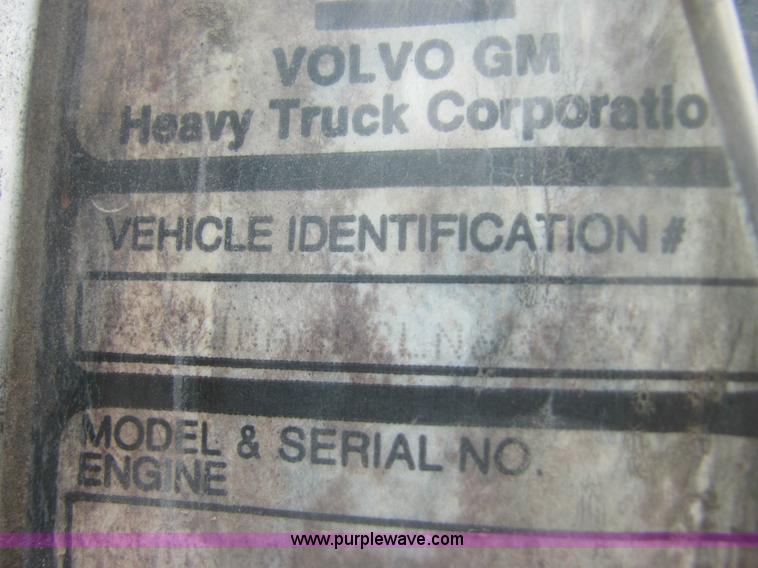 VOLVO GM
Heavy Truck Corporatio
VEHICLE IDENTIFICATION #
MODEL & SERIAL NO.
ENGINE
www.purplewave.com